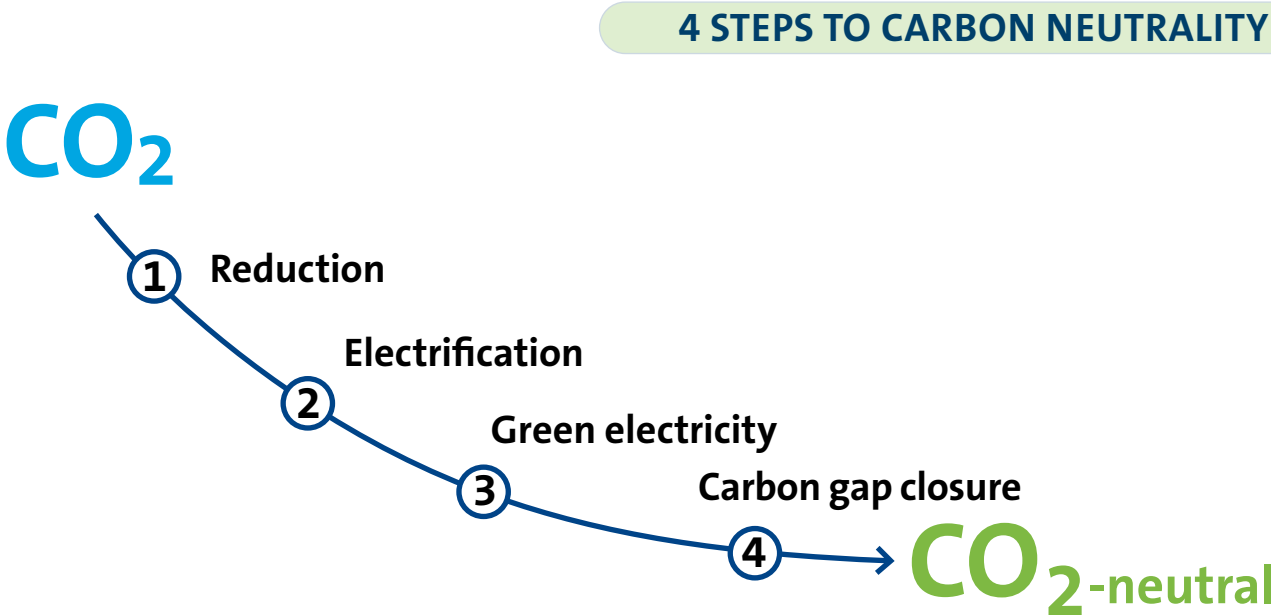 4 STEPS TO CARBON NEUTRALITY
CO2
1 Reduction
2 Electrification
3 Green electricity
4 Carbon gap closure
CO2-neutral